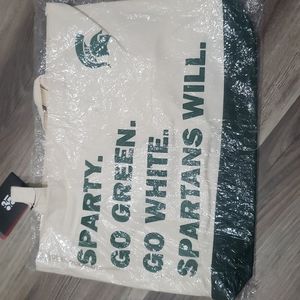 SPARTY.
GO GREEN.
GO WHITE.
SPARTANS WILL.